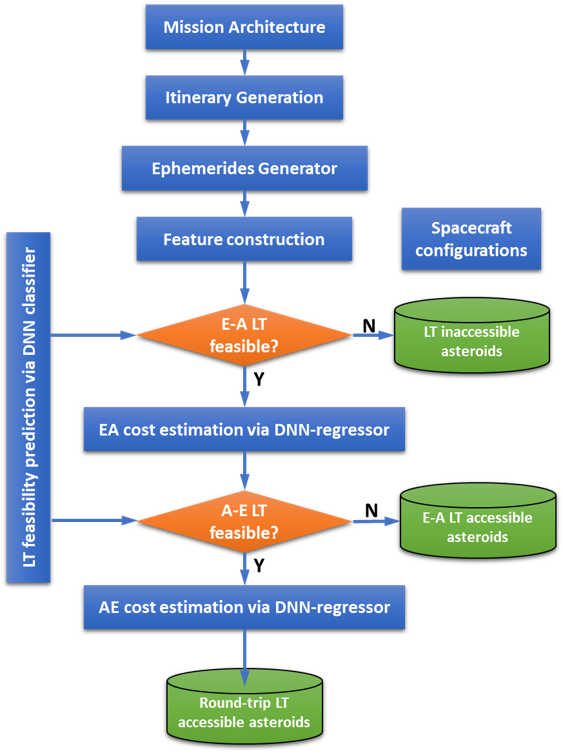 Mission Architecture
Itinerary Generation
Ephemerides Generator
Feature construction
Spacecraft
configurations
LT feasibility prediction via DNN classifier
E-A LT
feasible?
N
LT inaccessible
asteroids
Y
EA cost estimation via DNN-regressor
A-E LT
feasible?
N
E-A LT accessible
asteroids
Y
AE cost estimation via DNN-regressor
Round-trip LT
accessible asteroids